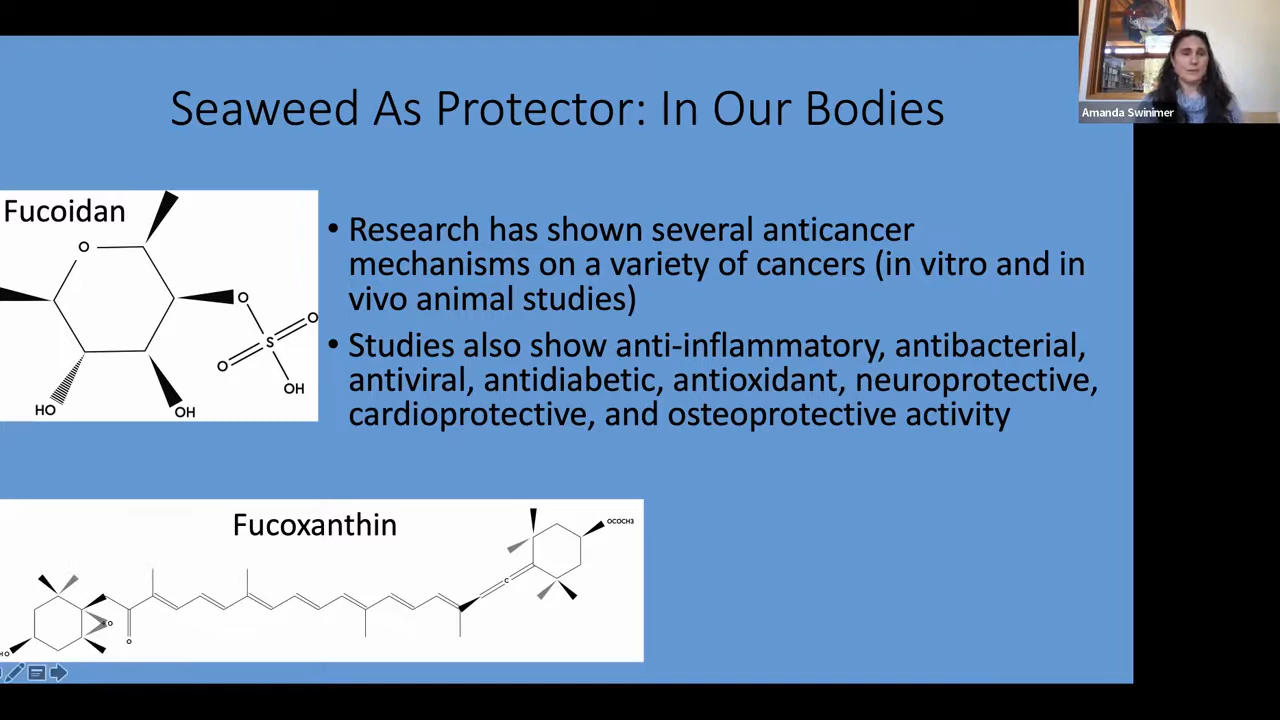 Seaweed As Protector: In Our Bodies
Amanda Swinimer
Fucoidan
O
O
O
S
O
OH
HO
OH
• Research has shown several anticancer
mechanisms on a variety of cancers (in vitro and in
vivo animal studies)
• Studies also show anti-inflammatory, antibacterial,
antiviral, antidiabetic, antioxidant, neuroprotective,
cardioprotective, and osteoprotective activity
Fucoxanthin
OCOCH3
C
O
O
HO